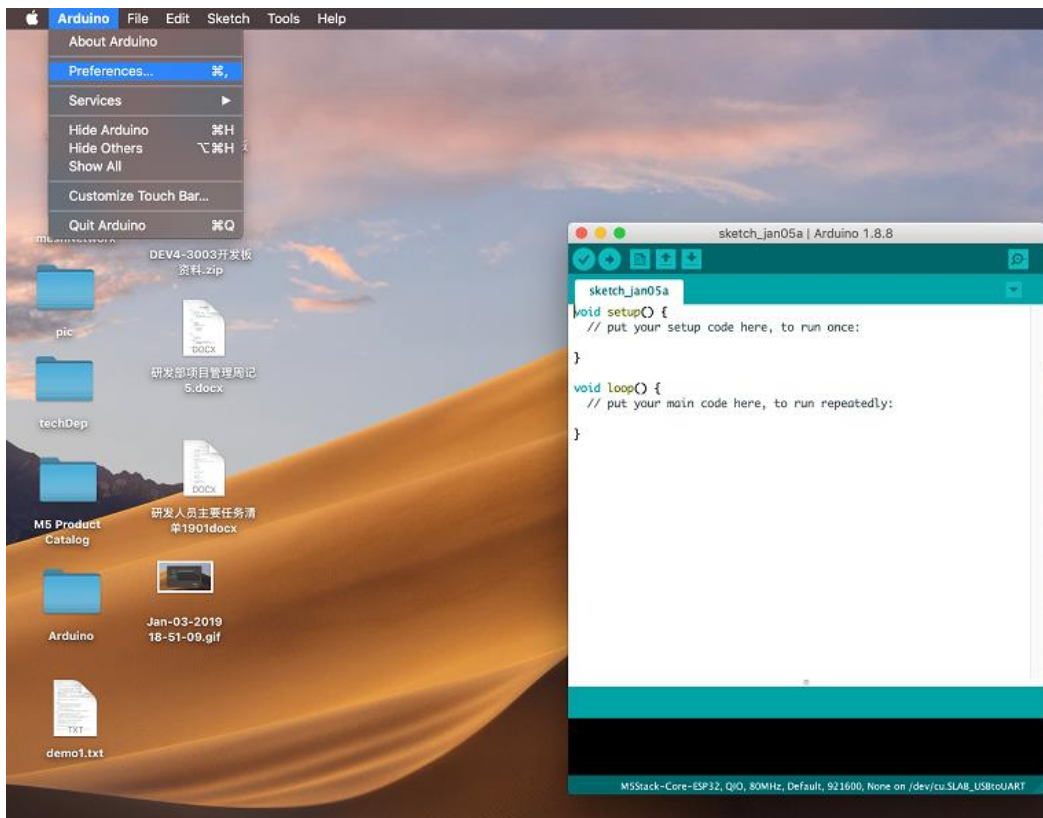 Arduino File Edit Sketch Tools Help
About Arduino
Preferences... ⌘,
Services ▶
Hide Arduino ⌘H
Hide Others ⌥⌘H
Show All
Customize Touch Bar...
Quit Arduino ⌘Q
DEV4-3003开发板
资料.zip
pic
DOCX
研发部项目管理周记
5.docx
techDep
DOCX
研发人员主要任务清
单1901docx
M5 Product
Catalog
Jan-03-2019
18-51-09.gif
Arduino
TXT
demo1.txt
sketch_jan05a | Arduino 1.8.8
sketch_jan05a
void setup() {
// put your setup code here, to run once:
}
void loop() {
// put your main code here, to run repeatedly:
}
M5Stack-Core-ESP32, QIO, 80MHz, Default, 921600, None on /dev/cu.SLAB_USBtoUART